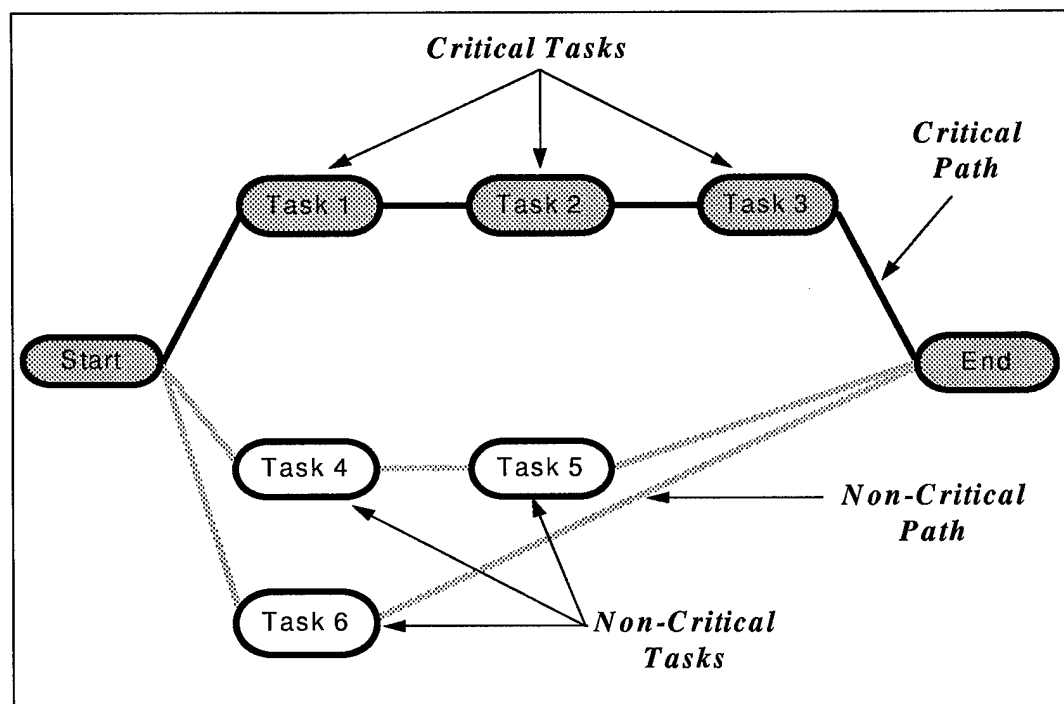 Critical Tasks
Critical
Path
Task 1
Task 2
Task 3
Start
End
Task 4
Task 5
Non-Critical
Path
Task 6
Non-Critical
Tasks